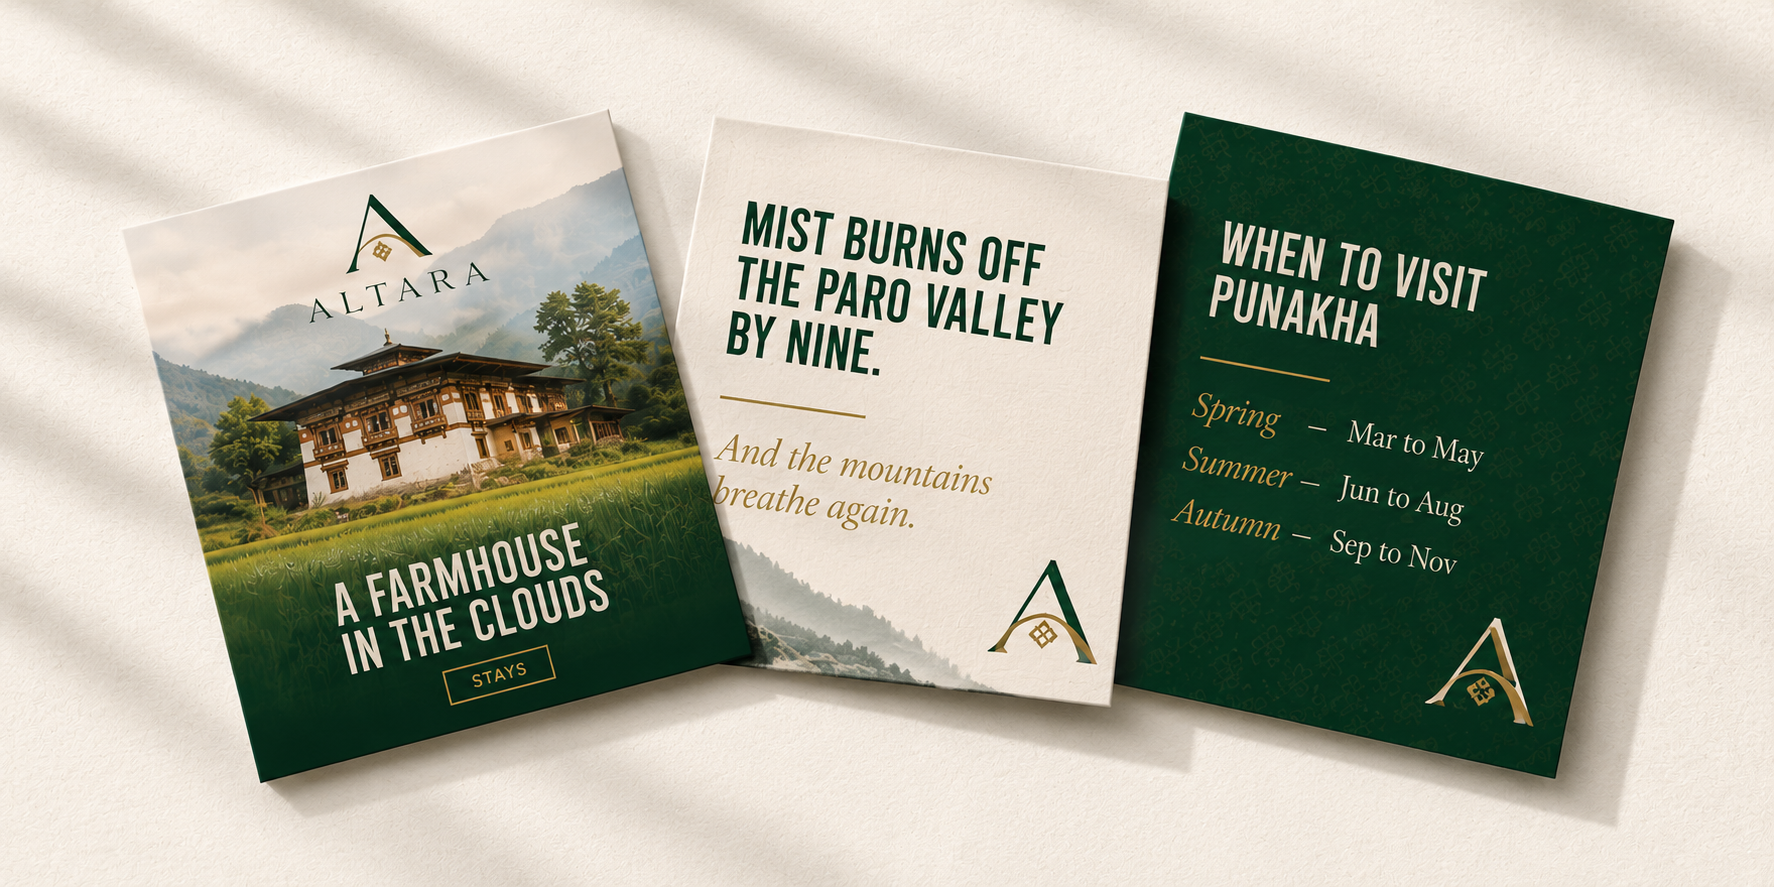 ALTARA
A FARMHOUSE
IN THE CLOUDS
STAYS
MIST BURNS OFF
THE PARO VALLEY
BY NINE.
And the mountains
breathe again.
WHEN TO VISIT
PUNAKHA
Spring – Mar to May
Summer – Jun to Aug
Autumn – Sep to Nov